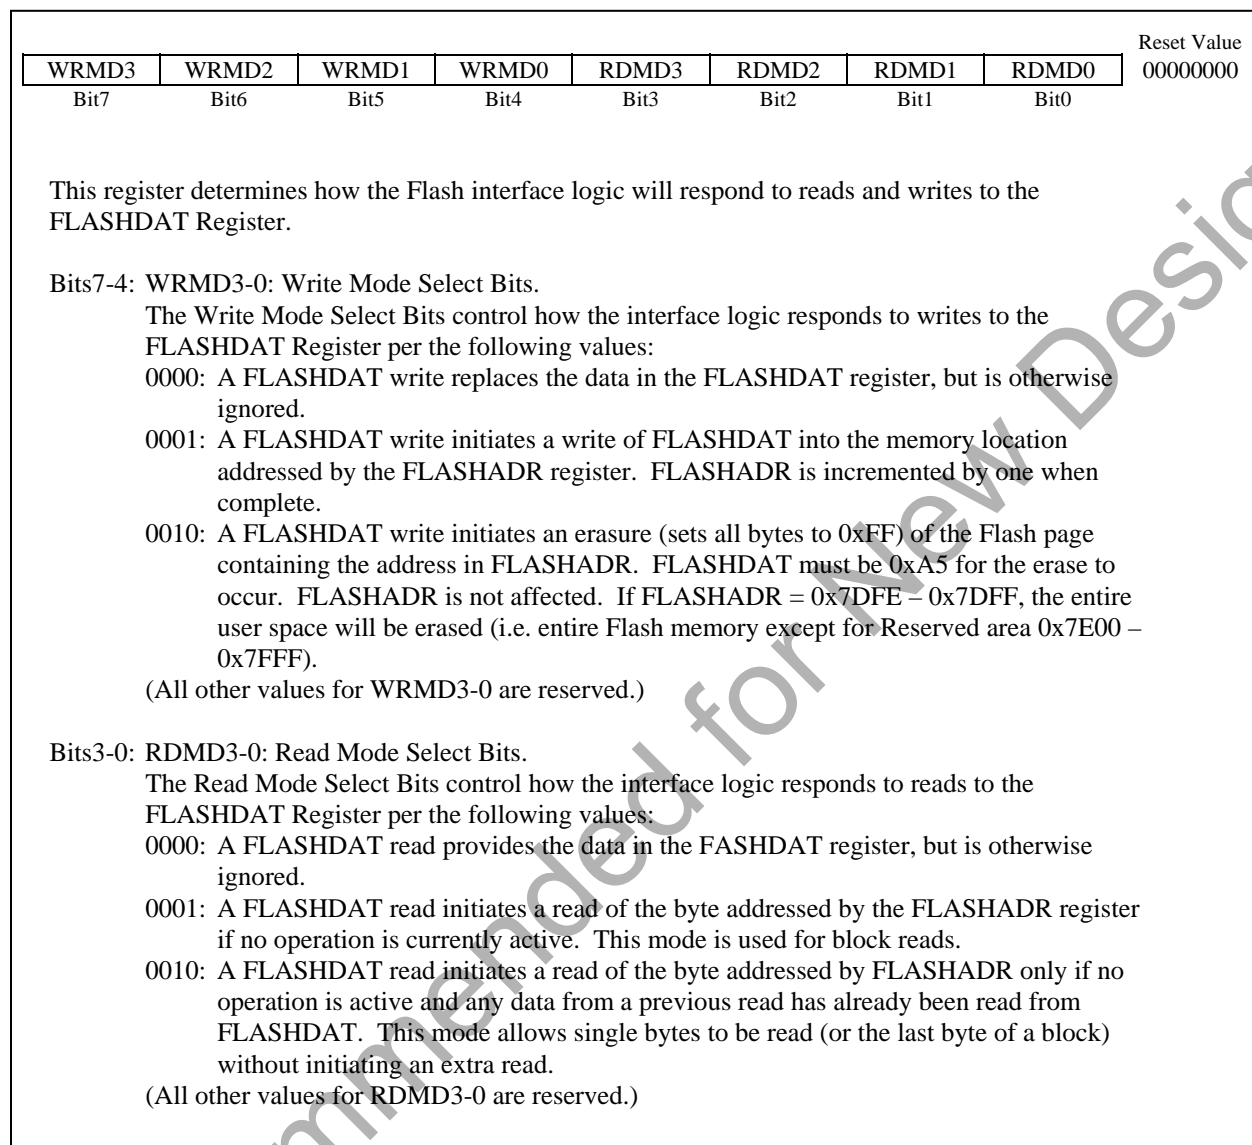 Reset Value
WRMD3 WRMD2 WRMD1 WRMD0 RDMD3 RDMD2 RDMD1 RDMD0 00000000
Bit7 Bit6 Bit5 Bit4 Bit3 Bit2 Bit1 Bit0
This register determines how the Flash interface logic will respond to reads and writes to the
FLASHDAT Register.
Bits7-4: WRMD3-0: Write Mode Select Bits.
The Write Mode Select Bits control how the interface logic responds to writes to the
FLASHDAT Register per the following values:
0000: A FLASHDAT write replaces the data in the FLASHDAT register, but is otherwise
ignored.
0001: A FLASHDAT write initiates a write of FLASHDAT into the memory location
addressed by the FLASHADR register. FLASHADR is incremented by one when
complete.
0010: A FLASHDAT write initiates an erasure (sets all bytes to 0xFF) of the Flash page
containing the address in FLASHADR. FLASHDAT must be 0xA5 for the erase to
occur. FLASHADR is not affected. If FLASHADR = 0x7DFE – 0x7DFF, the entire
user space will be erased (i.e. entire Flash memory except for Reserved area 0x7E00 –
0x7FFF).
(All other values for WRMD3-0 are reserved.)
Bits3-0: RDMD3-0: Read Mode Select Bits.
The Read Mode Select Bits control how the interface logic responds to reads to the
FLASHDAT Register per the following values:
0000: A FLASHDAT read provides the data in the FASHDAT register, but is otherwise
ignored.
0001: A FLASHDAT read initiates a read of the byte addressed by the FLASHADR register
if no operation is currently active. This mode is used for block reads.
0010: A FLASHDAT read initiates a read of the byte addressed by FLASHADR only if no
operation is active and any data from a previous read has already been read from
FLASHDAT. This mode allows single bytes to be read (or the last byte of a block)
without initiating an extra read.
(All other values for RDMD3-0 are reserved.)
mmended for New Desig